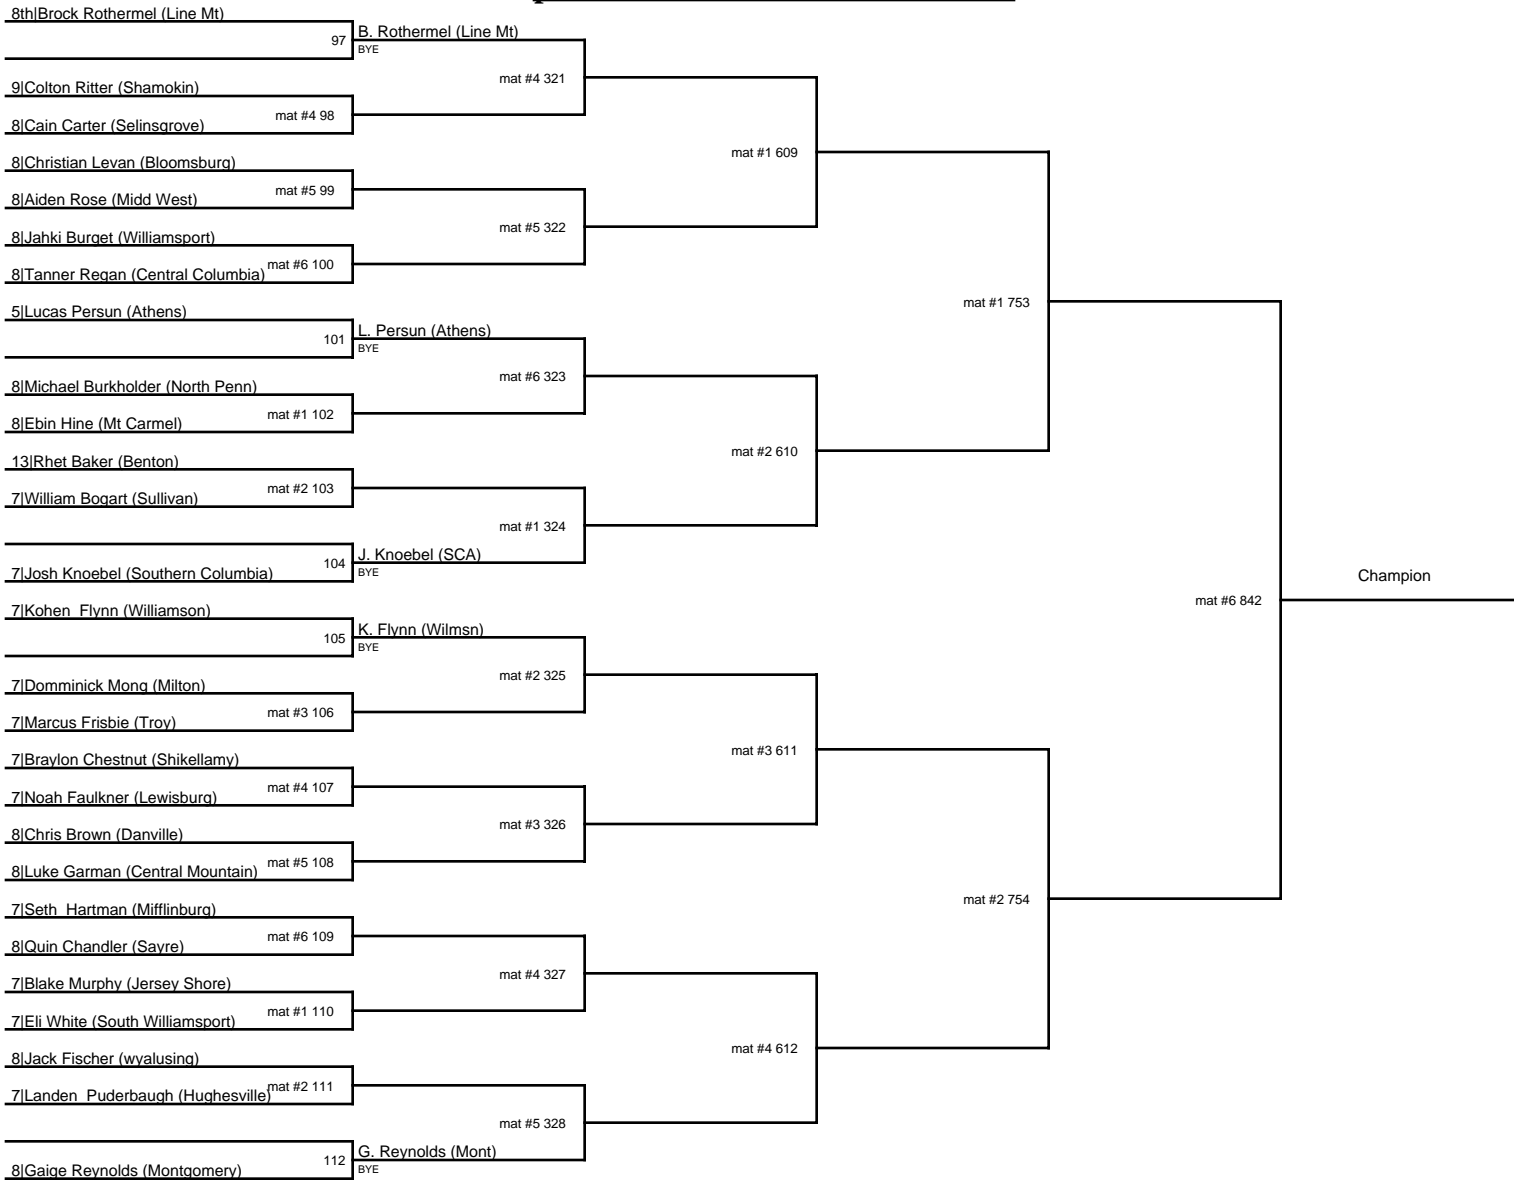 8th|Brock Rothermel (Line Mt)
97
B. Rothermel (Line Mt)
BYE
mat #4 321
9|Colton Ritter (Shamokin)
mat #4 98
8|Cain Carter (Selinsgrove)
mat #1 609
8|Christian Levan (Bloomsburg)
mat #5 99
8|Aiden Rose (Midd West)
mat #5 322
8|Jahki Burget (Williamsport)
mat #6 100
8|Tanner Regan (Central Columbia)
mat #1 753
5|Lucas Persun (Athens)
101
L. Persun (Athens)
BYE
mat #6 323
8|Michael Burkholder (North Penn)
mat #1 102
8|Ebin Hine (Mt Carmel)
mat #2 610
13|Rhet Baker (Benton)
mat #2 103
7|William Bogart (Sullivan)
mat #1 324
104
J. Knoebel (SCA)
BYE
7|Josh Knoebel (Southern Columbia)
Champion
mat #6 842
7|Kohen  Flynn (Williamson)
105
K. Flynn (Wilmsn)
BYE
mat #2 325
7|Domminick Mong (Milton)
mat #3 106
7|Marcus Frisbie (Troy)
mat #3 611
7|Braylon Chestnut (Shikellamy)
mat #4 107
7|Noah Faulkner (Lewisburg)
mat #3 326
8|Chris Brown (Danville)
mat #5 108
8|Luke Garman (Central Mountain)
mat #2 754
7|Seth  Hartman (Mifflinburg)
mat #6 109
8|Quin Chandler (Sayre)
mat #4 327
7|Blake Murphy (Jersey Shore)
mat #1 110
7|Eli White (South Williamsport)
mat #4 612
8|Jack Fischer (wyalusing)
mat #2 111
7|Landen  Puderbaugh (Hughesville)
mat #5 328
112
G. Reynolds (Mont)
BYE
8|Gaige Reynolds (Montgomery)